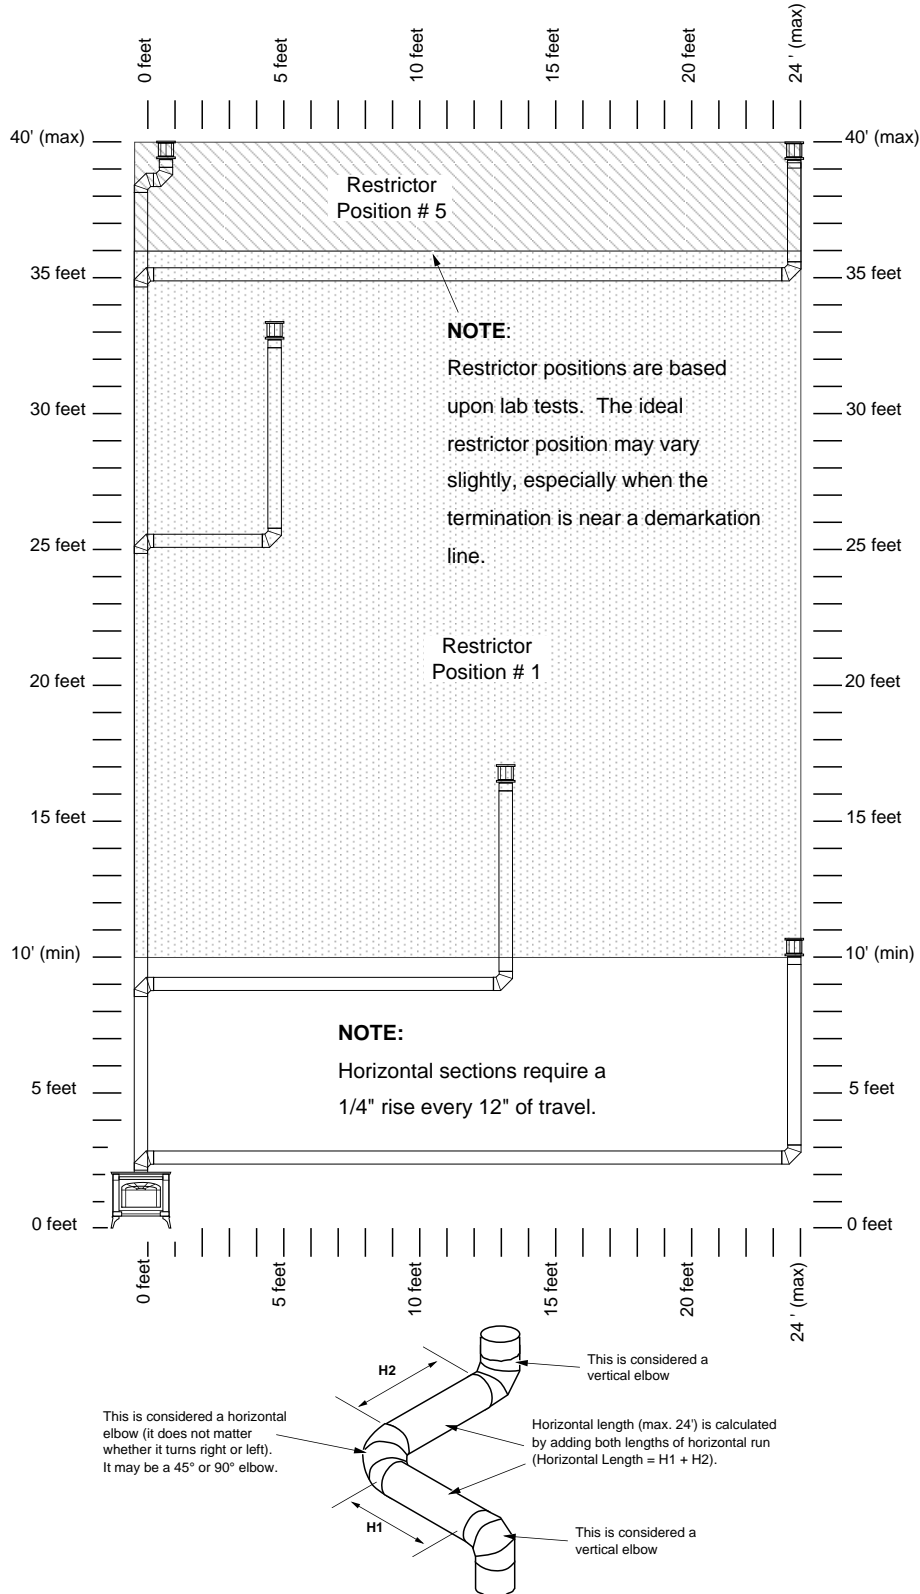 0 feet
5 feet
10 feet
15 feet
20 feet
24 ' (max)
40' (max)
40' (max)
Restrictor
Position # 5
35 feet
35 feet
NOTE:
Restrictor positions are based
upon lab tests. The ideal
restrictor position may vary
slightly, especially when the
termination is near a demarkation
line.
30 feet
30 feet
25 feet
25 feet
Restrictor
Position # 1
20 feet
20 feet
15 feet
15 feet
10' (min)
10' (min)
NOTE:
Horizontal sections require a
1/4" rise every 12" of travel.
5 feet
5 feet
0 feet
0 feet
0 feet
5 feet
10 feet
15 feet
20 feet
24 ' (max)
H2
This is considered a
vertical elbow
This is considered a horizontal
elbow (it does not matter
whether it turns right or left).
It may be a 45° or 90° elbow.
Horizontal length (max. 24') is calculated
by adding both lengths of horizontal run
(Horizontal Length = H1 + H2).
H1
This is considered a
vertical elbow